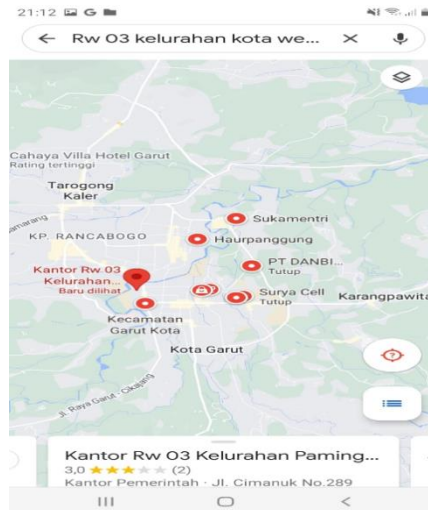 21:12 G
Rw 03 kelurahan kota we...
Cahaya Villa Hotel Garut
Rating tertinggi
Tarogong
Kaler
Sukamentri
KP. RANCABOGO
Haurpanggung
PT DANBI...
Tutup
Kantor Rw 03
Kelurahan...
Baru dilihat
Surya Cell
Tutup
Karangpawita
Kecamatan
Garut Kota
Kota Garut
Jl. Raya Garut - Cikajang
Kantor Rw 03 Kelurahan Paming...
3,0 (2)
Kantor Pemerintah · Jl. Cimanuk No.289